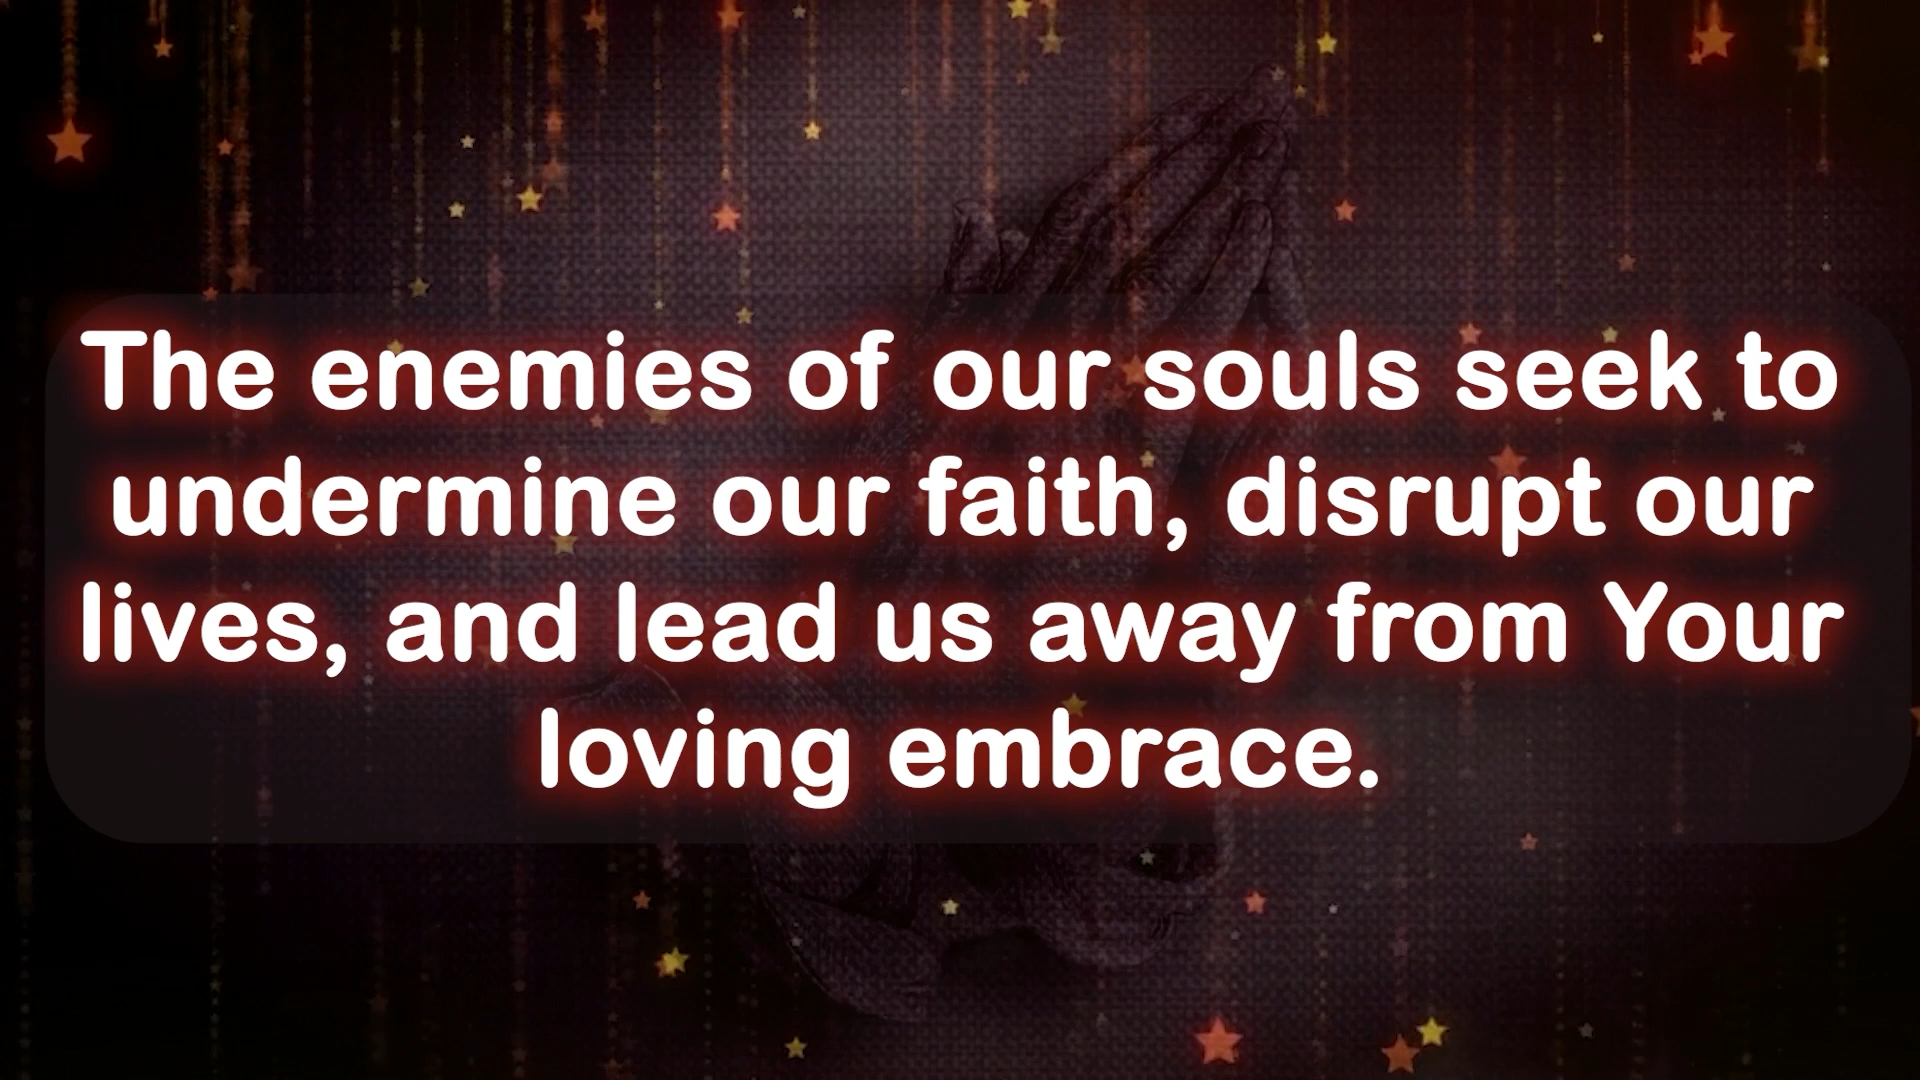 The enemies of our souls seek to
undermine our faith, disrupt our
lives, and lead us away from Your
loving embrace.